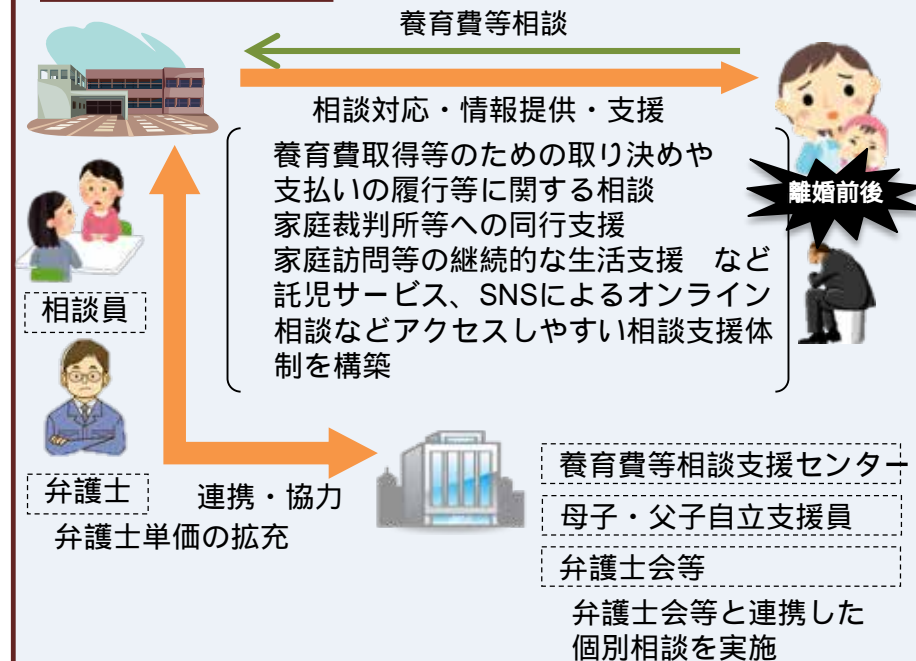 養育費等相談
相談対応・情報提供・支援
養育費取得等のための取り決めや
支払いの履行等に関する相談
家庭裁判所等への同行支援
家庭訪問等の継続的な生活支援　など
託児サービス、SNSによるオンライン
相談などアクセスしやすい相談支援体
制を構築
離婚前後
相談員
弁護士
弁護士単価の拡充
連携・協力
養育費等相談支援センター
母子・父子自立支援員
弁護士会等
弁護士会等と連携した
個別相談を実施